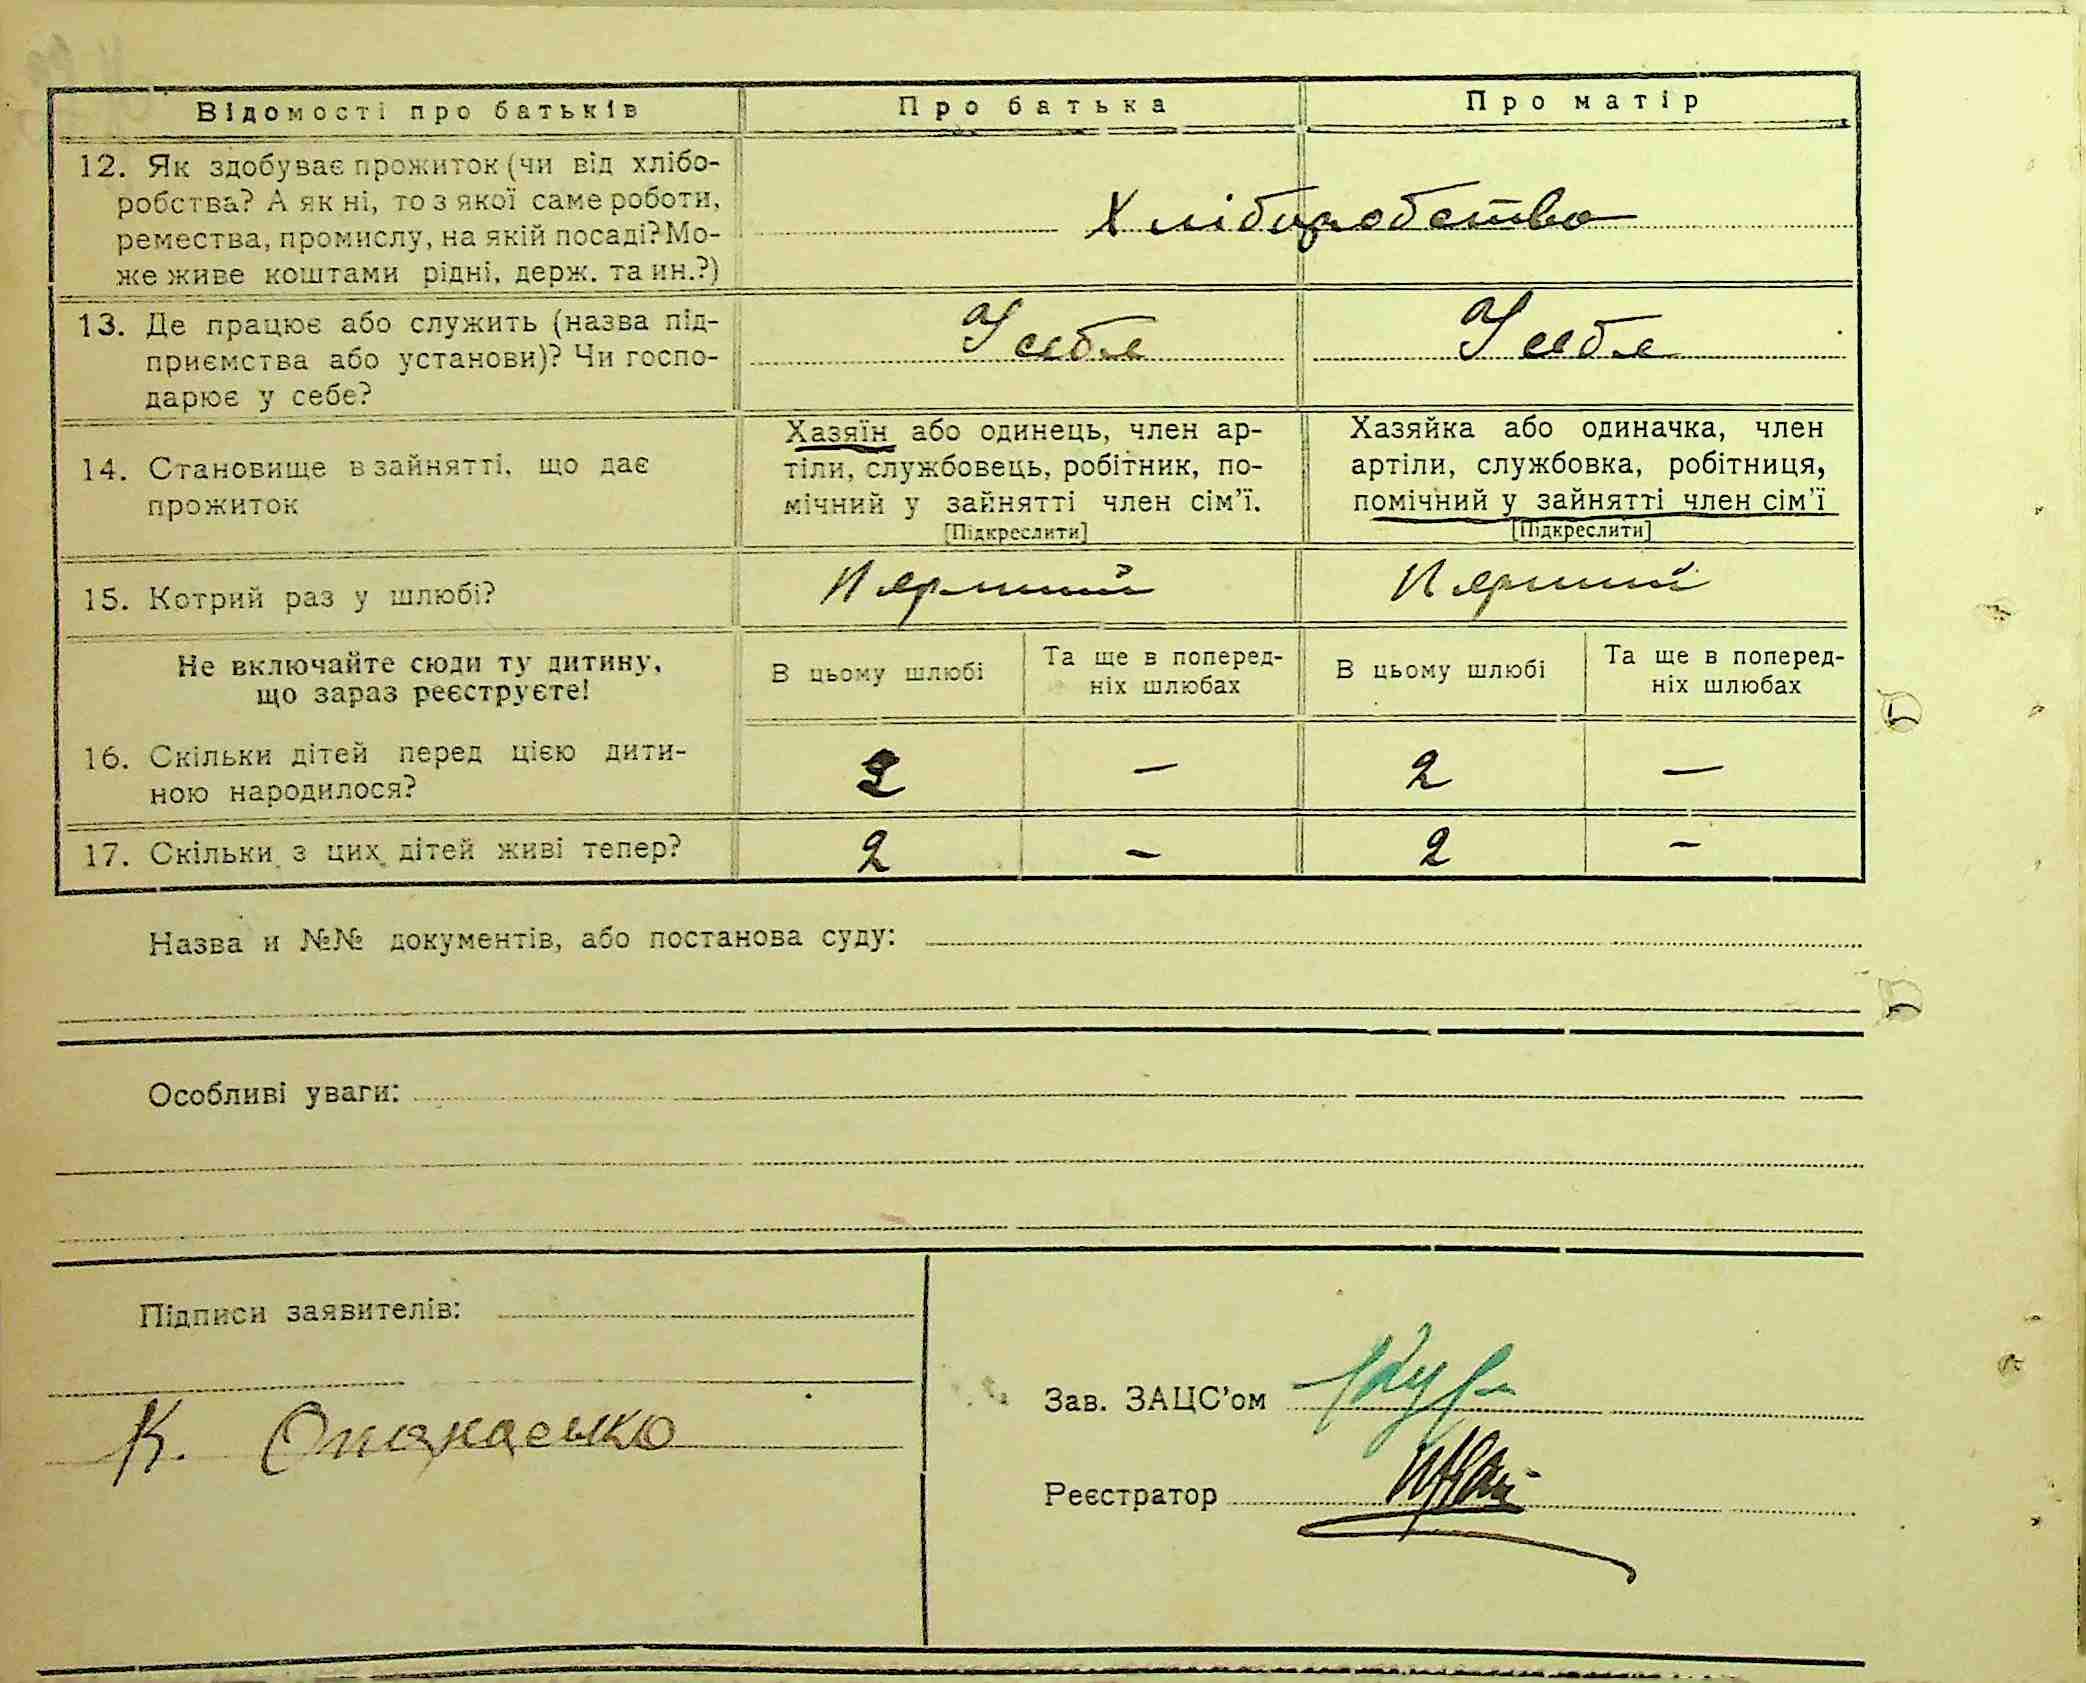 Відомості про батьків Про батька Про матір
12. Як здобуває прожиток (чи від хлібо-
робства? А як ні, то з якої саме роботи,
ремества, промислу, на якій посаді? Мо-
же живе коштами рідні, держ. та ин.?)
Хліборобство
13. Де працює або служить (назва під-
приємства або установи)? Чи госпо-
дарює у себе?
У себе У себе
14. Становище в зайнятті, що дає
прожиток
Хазяїн або одинець, член ар-
тіли, службовець, робітник, по-
мічний у зайнятті член сім'ї.
[Підкреслити]
Хазяйка або одиначка, член
артіли, службовка, робітниця,
помічний у зайнятті член сім'ї
[Підкреслити]
15. Котрий раз у шлюбі? Перший Перший
Не включайте сюди ту дитину,
що зараз реєструєте!
В цьому шлюбі
Та ще в поперед-
ніх шлюбах
В цьому шлюбі
Та ще в поперед-
ніх шлюбах
16. Скільки дітей перед цією дити-
ною народилося?
2 — 2 —
17. Скільки з цих дітей живі тепер? 2 – 2 –
Назва и №№ документів, або постанова суду:
Особливі уваги:
Підписи заявителів:
К. Опанасько
Зав. ЗАЦС'ом
Реєстратор